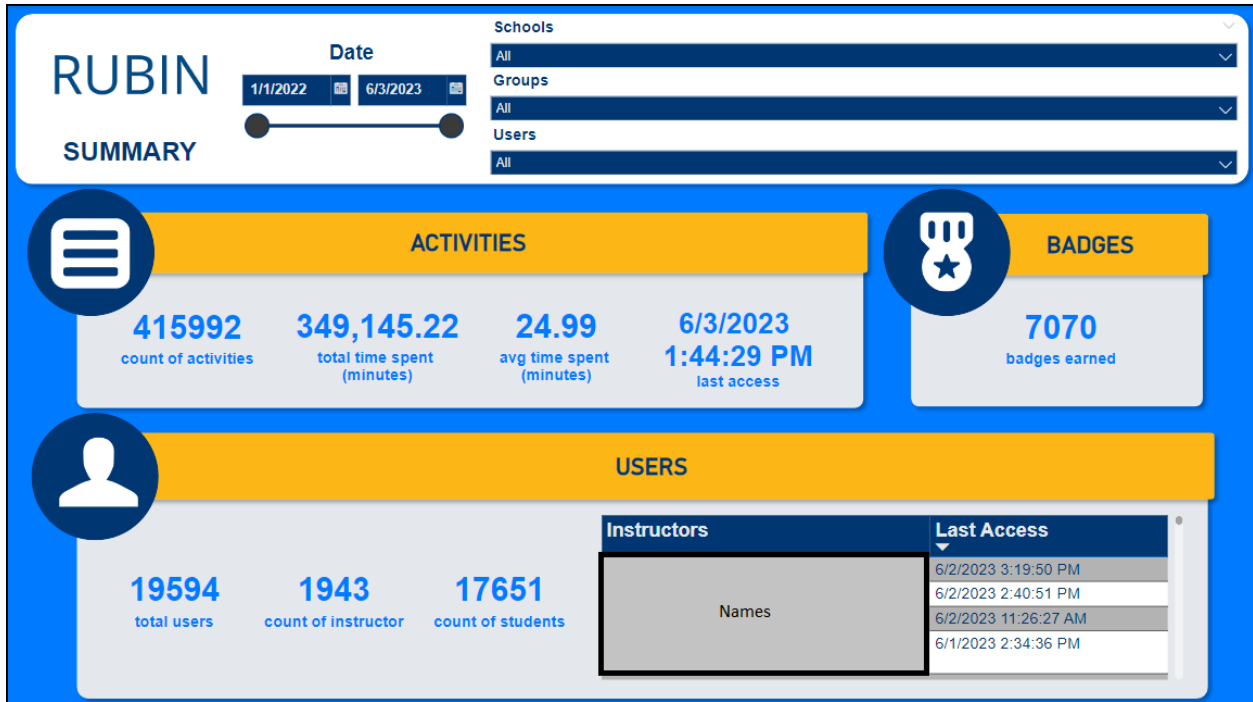 RUBIN
SUMMARY
Date
1/1/2022
6/3/2023
Schools
All
Groups
All
Users
All
ACTIVITIES
415992
count of activities
349,145.22
total time spent
(minutes)
24.99
avg time spent
(minutes)
6/3/2023
1:44:29 PM
last access
BADGES
7070
badges earned
USERS
19594
total users
1943
count of instructor
17651
count of students
Instructors
Last Access
Names
6/2/2023 3:19:50 PM
6/2/2023 2:40:51 PM
6/2/2023 11:26:27 AM
6/1/2023 2:34:36 PM